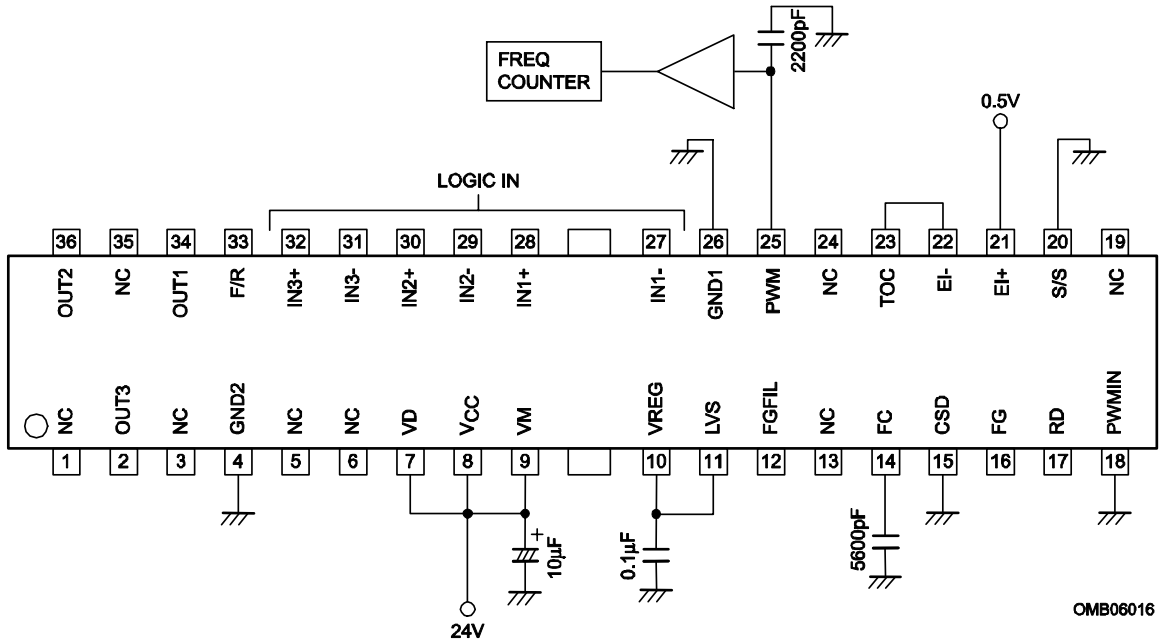 2200pF
FREQ
COUNTER
0.5V
LOGIC IN
36 35 34 33 32 31 30 29 28 27 26 25 24 23 22 21 20 19
OUT2 NC OUT1 F/R IN3+ IN3- IN2+ IN2- IN1+ IN1- GND1 PWM NC TOC EI- EI+ S/S NC
NC OUT3 NC GND2 NC NC VD VCC VM VREG LVS FGFIL NC FC CSD FG RD PWMIN
1 2 3 4 5 6 7 8 9 10 11 12 13 14 15 16 17 18
+
10μF
0.1μF
5600pF
24V
OMB06016